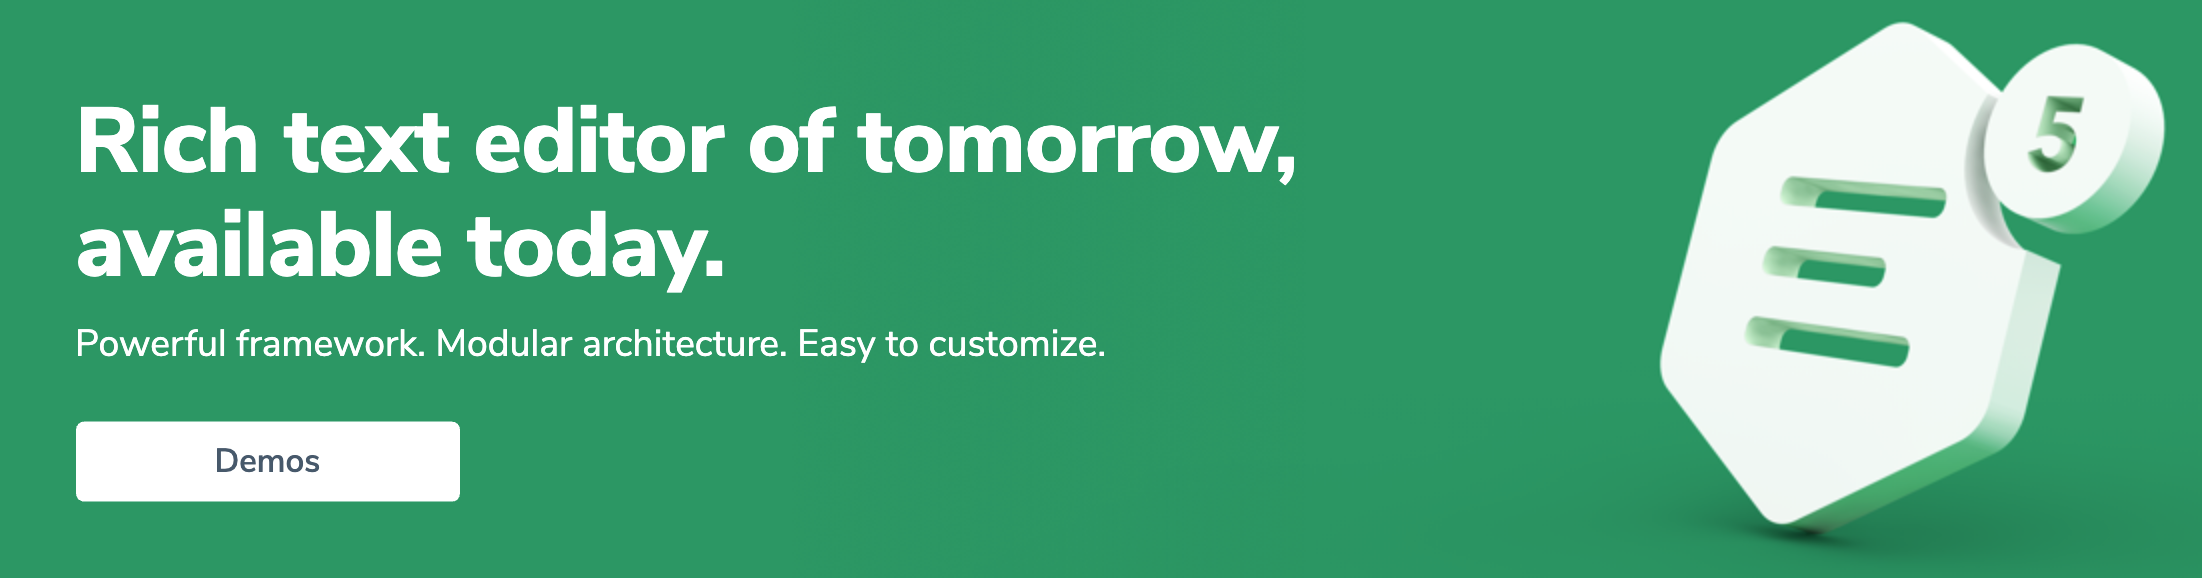 Rich text editor of tomorrow,
available today.
Powerful framework. Modular architecture. Easy to customize.
Demos
5